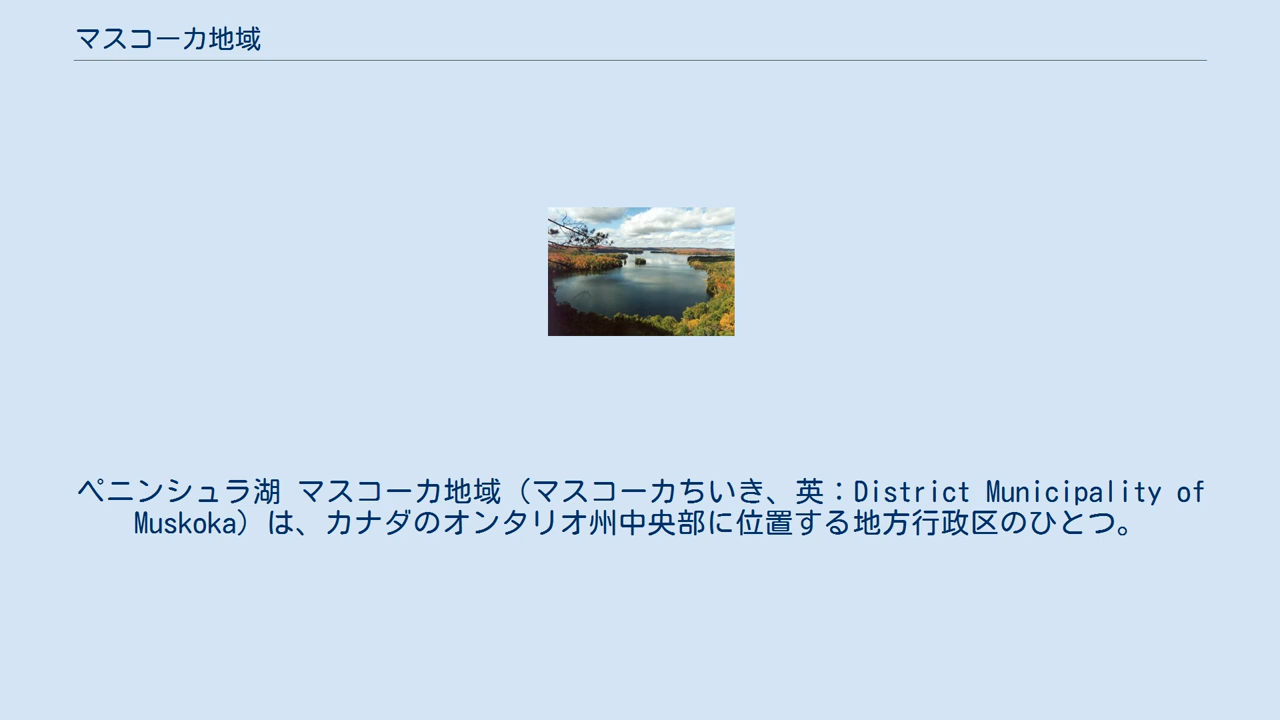 マスコーカ地域
ペニンシュラ湖 マスコーカ地域（マスコーカちいき、英：District Municipality of
Muskoka）は、カナダのオンタリオ州中央部に位置する地方行政区のひとつ。